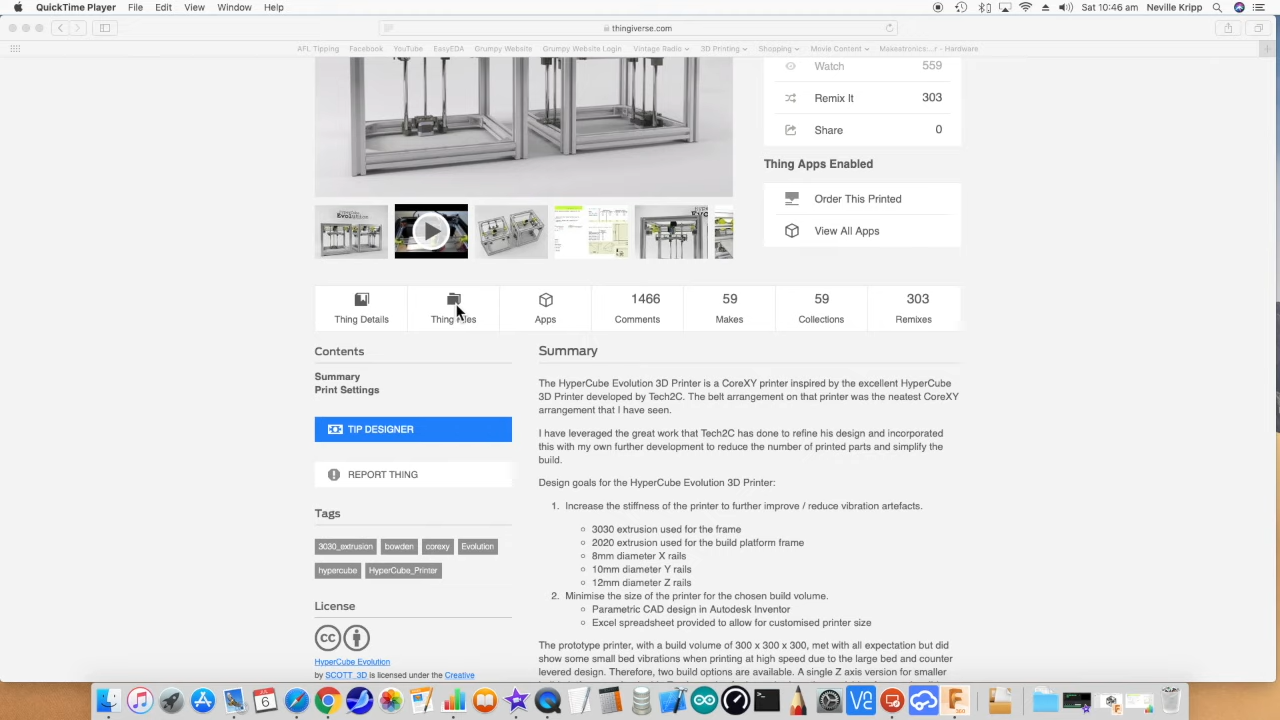 QuickTime Player File Edit View Window Help
Sat 10:46 am Neville Kripp
thingiverse.com
AFL Tipping Facebook YouTube EasyEDA Grumpy Website Grumpy Website Login Vintage Radio 3D Printing Shopping Movie Content Makestronics:...r - Hardware
Watch 559
Remix It 303
Share 0
Thing Apps Enabled
Order This Printed
View All Apps
Evolution
1466 59 59 303
Thing Details Thing Files Apps Comments Makes Collections Remixes
Contents
Summary
Print Settings
TIP DESIGNER
REPORT THING
Tags
3030_extrusion bowden corexy Evolution
hypercube HyperCube_Printer
License
cc
HyperCube Evolution
by SCOTT_3D is licensed under the Creative
Summary
The HyperCube Evolution 3D Printer is a CoreXY printer inspired by the excellent HyperCube
3D Printer developed by Tech2C. The belt arrangement on that printer was the neatest CoreXY
arrangement that I have seen.
I have leveraged the great work that Tech2C has done to refine his design and incorporated
this with my own further development to reduce the number of printed parts and simplify the
build.
Design goals for the HyperCube Evolution 3D Printer:
1. Increase the stiffness of the printer to further improve / reduce vibration artefacts.
3030 extrusion used for the frame
2020 extrusion used for the build platform frame
8mm diameter X rails
10mm diameter Y rails
12mm diameter Z rails
2. Minimise the size of the printer for the chosen build volume.
Parametric CAD design in Autodesk Inventor
Excel spreadsheet provided to allow for customised printer size
The prototype printer, with a build volume of 300 x 300 x 300, met with all expectation but did
show some small bed vibrations when printing at high speed due to the large bed and counter
levered design. Therefore, two build options are available. A single Z axis version for smaller